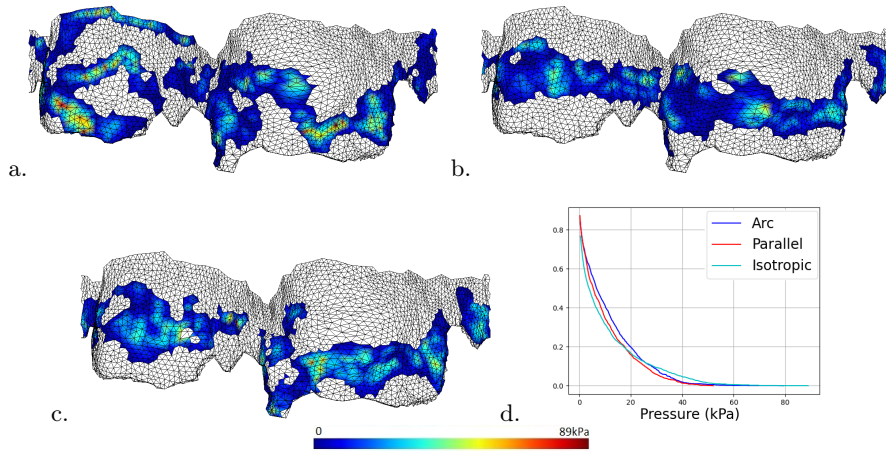 a.
b.
c.
d.
Arc
Parallel
Isotropic
0.8
0.6
0.4
0.2
0.0
0 20 40 60 80
Pressure (kPa)
0 89kPa